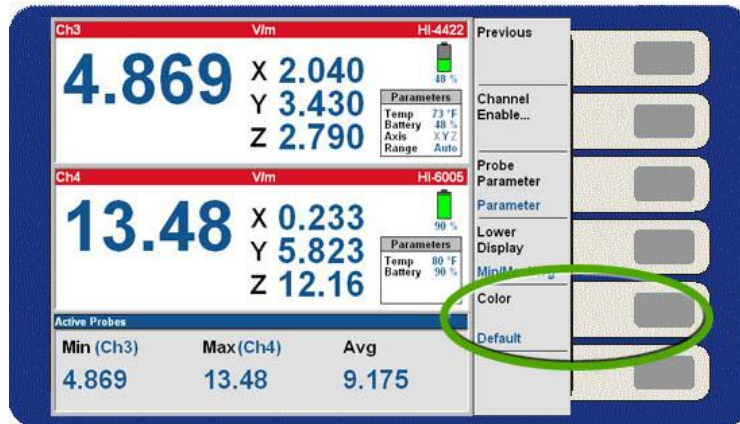 Ch3 V/m HI-4422
4.869
X 2.040
Y 3.430
Z 2.790
48 %
Parameters
Temp 73 °F
Battery 48 %
Axis X Y Z
Range Auto
Ch4 V/m HI-6005
13.48
X 0.233
Y 5.823
Z 12.16
90 %
Parameters
Temp 80 °F
Battery 90 %
Active Probes
Min (Ch3) Max(Ch4) Avg
4.869 13.48 9.175
Previous
Channel
Enable...
Probe
Parameter
Parameter
Lower
Display
Color
Default